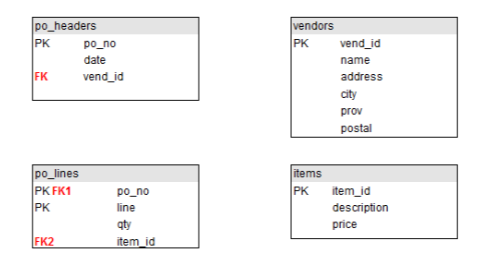 po_headers
PK po_no
date
FK vend_id
vendors
PK vend_id
name
address
city
prov
postal
po_lines
PK FK1 po_no
PK line
qty
FK2 item_id
items
PK item_id
description
price